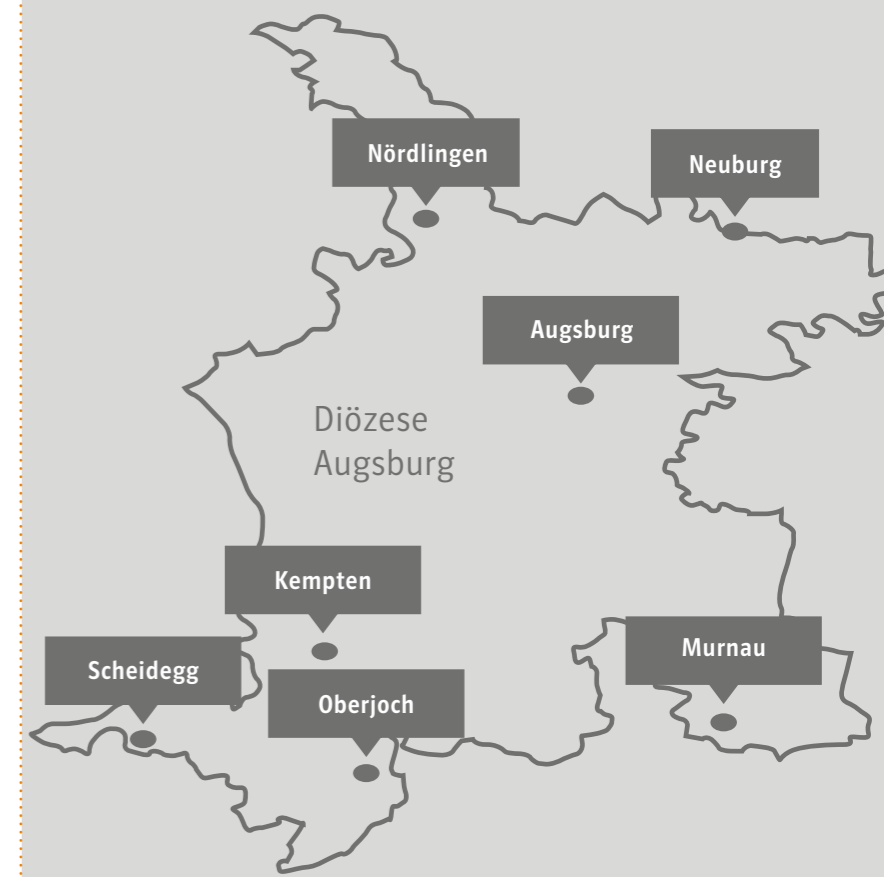 Nördlingen
Neuburg
Augsburg
Diözese
Augsburg
Kempten
Murnau
Scheidegg
Oberjoch